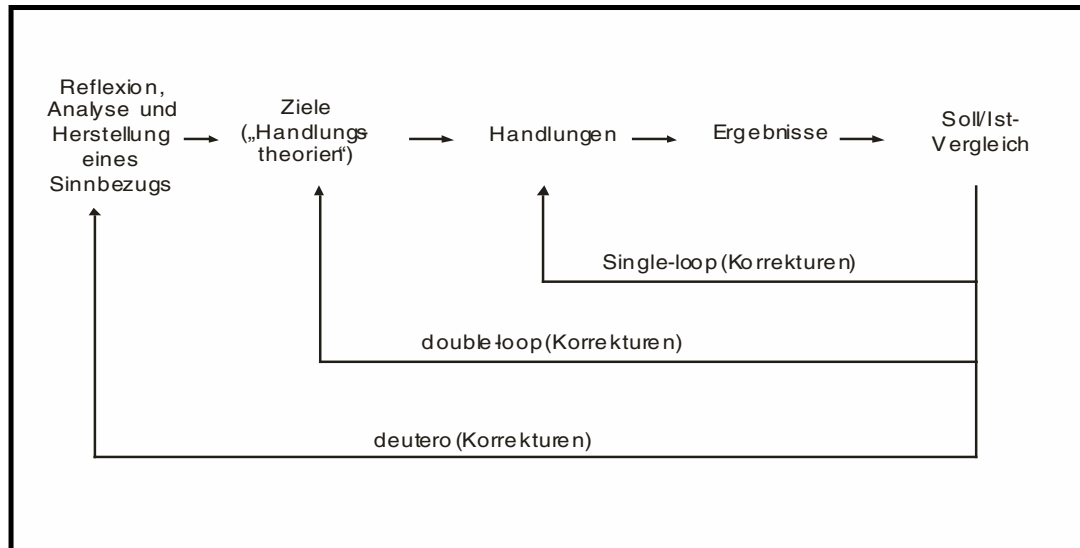 Reflexion,
Analyse und
Herstellung
eines
Sinnbezugs
Ziele
(„Handlungs-
theorien“)
Handlungen
Ergebnisse
Soll/Ist-
Vergleich
Single-loop (Korrekturen)
double-loop (Korrekturen)
deutero (Korrekturen)